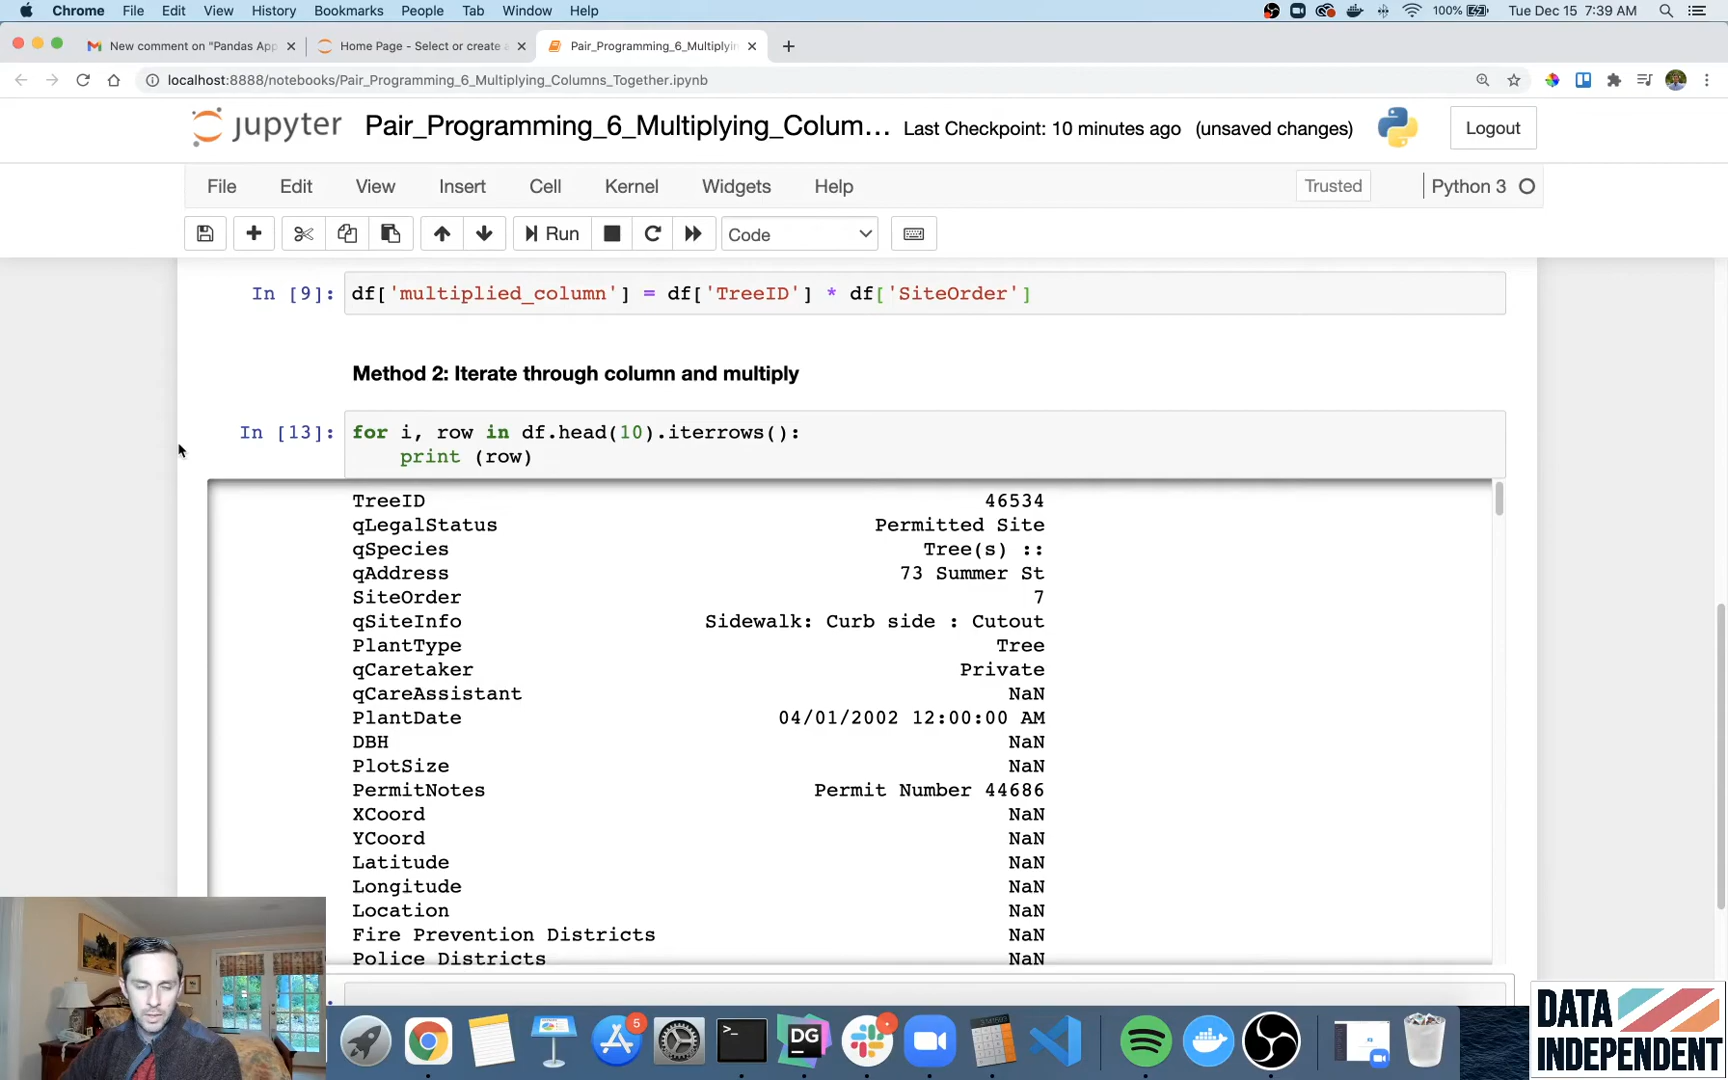 Chrome File Edit View History Bookmarks People Tab Window Help 100% Tue Dec 15 7:39 AM
New comment on "Pandas App Home Page - Select or create a Pair_Programming_6_Multiplyin
localhost:8888/notebooks/Pair_Programming_6_Multiplying_Columns_Together.ipynb
jupyter Pair_Programming_6_Multiplying_Colum... Last Checkpoint: 10 minutes ago (unsaved changes) Logout
File Edit View Insert Cell Kernel Widgets Help Trusted Python 3
Run Code
In [9]: df['multiplied_column'] = df['TreeID'] * df['SiteOrder']
Method 2: Iterate through column and multiply
In [13]: for i, row in df.head(10).iterrows():
print (row)
TreeID 46534
qLegalStatus Permitted Site
qSpecies Tree(s) ::
qAddress 73 Summer St
SiteOrder 7
qSiteInfo Sidewalk: Curb side : Cutout
PlantType Tree
qCaretaker Private
qCareAssistant NaN
PlantDate 04/01/2002 12:00:00 AM
DBH NaN
PlotSize NaN
PermitNotes Permit Number 44686
XCoord NaN
YCoord NaN
Latitude NaN
Longitude NaN
Location NaN
Fire Prevention Districts NaN
Police Districts NaN
5
DG
DATA
INDEPENDENT